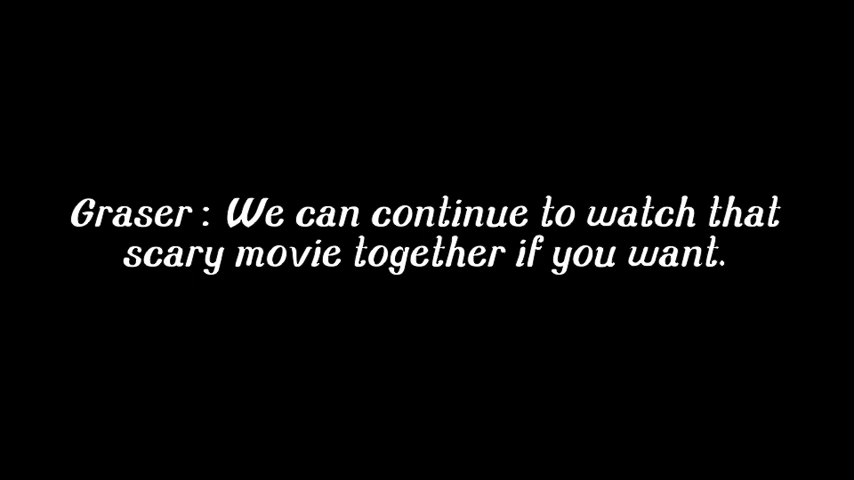 Graser : We can continue to watch that
scary movie together if you want.